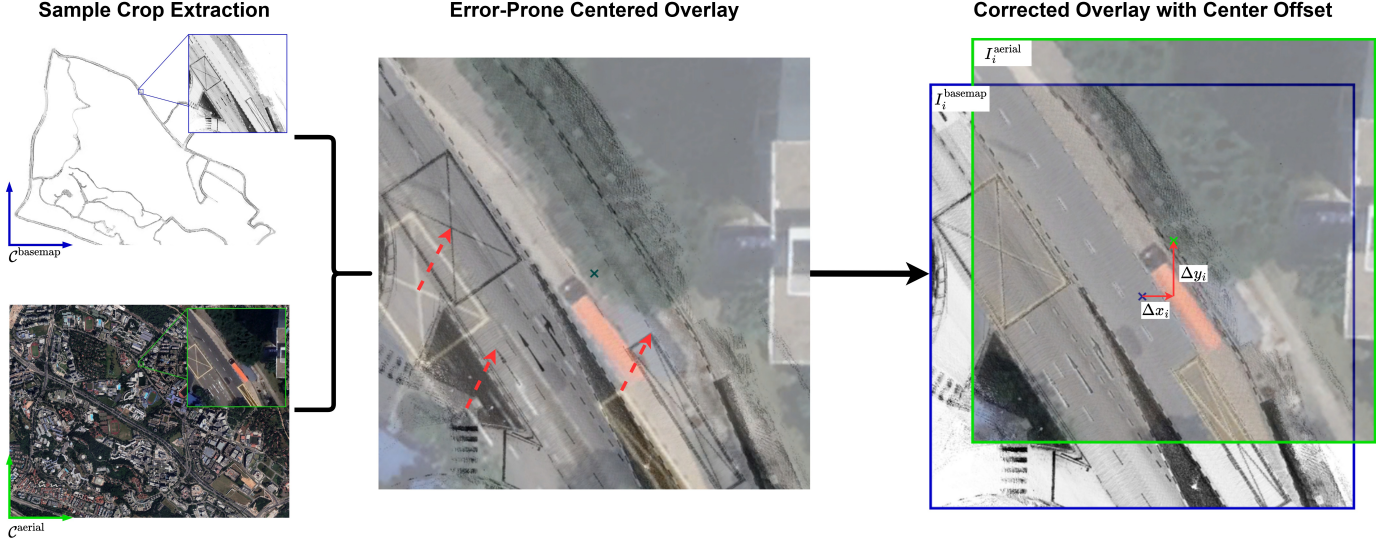 Sample Crop Extraction
Error-Prone Centered Overlay
Corrected Overlay with Center Offset
I_i^aerial
I_i^basemap
𝒞^basemap
Δy_i
Δx_i
𝒞^aerial